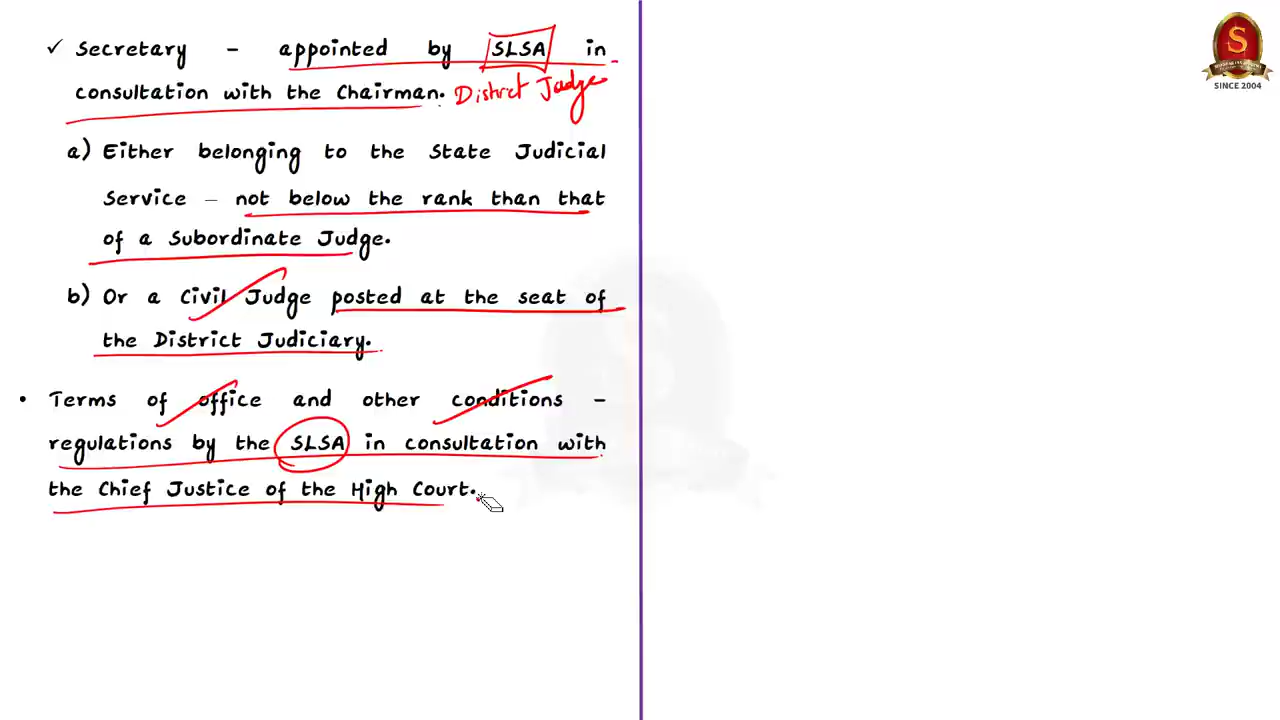 ✓ Secretary – appointed by SLSA in
consultation with the Chairman. District Judge
a) Either belonging to the State Judicial
Service – not below the rank than that
of a Subordinate Judge.
b) Or a Civil Judge posted at the seat of
the District Judiciary.
• Terms of office and other conditions –
regulations by the SLSA in consultation with
the Chief Justice of the High Court.
S
SINCE 2004